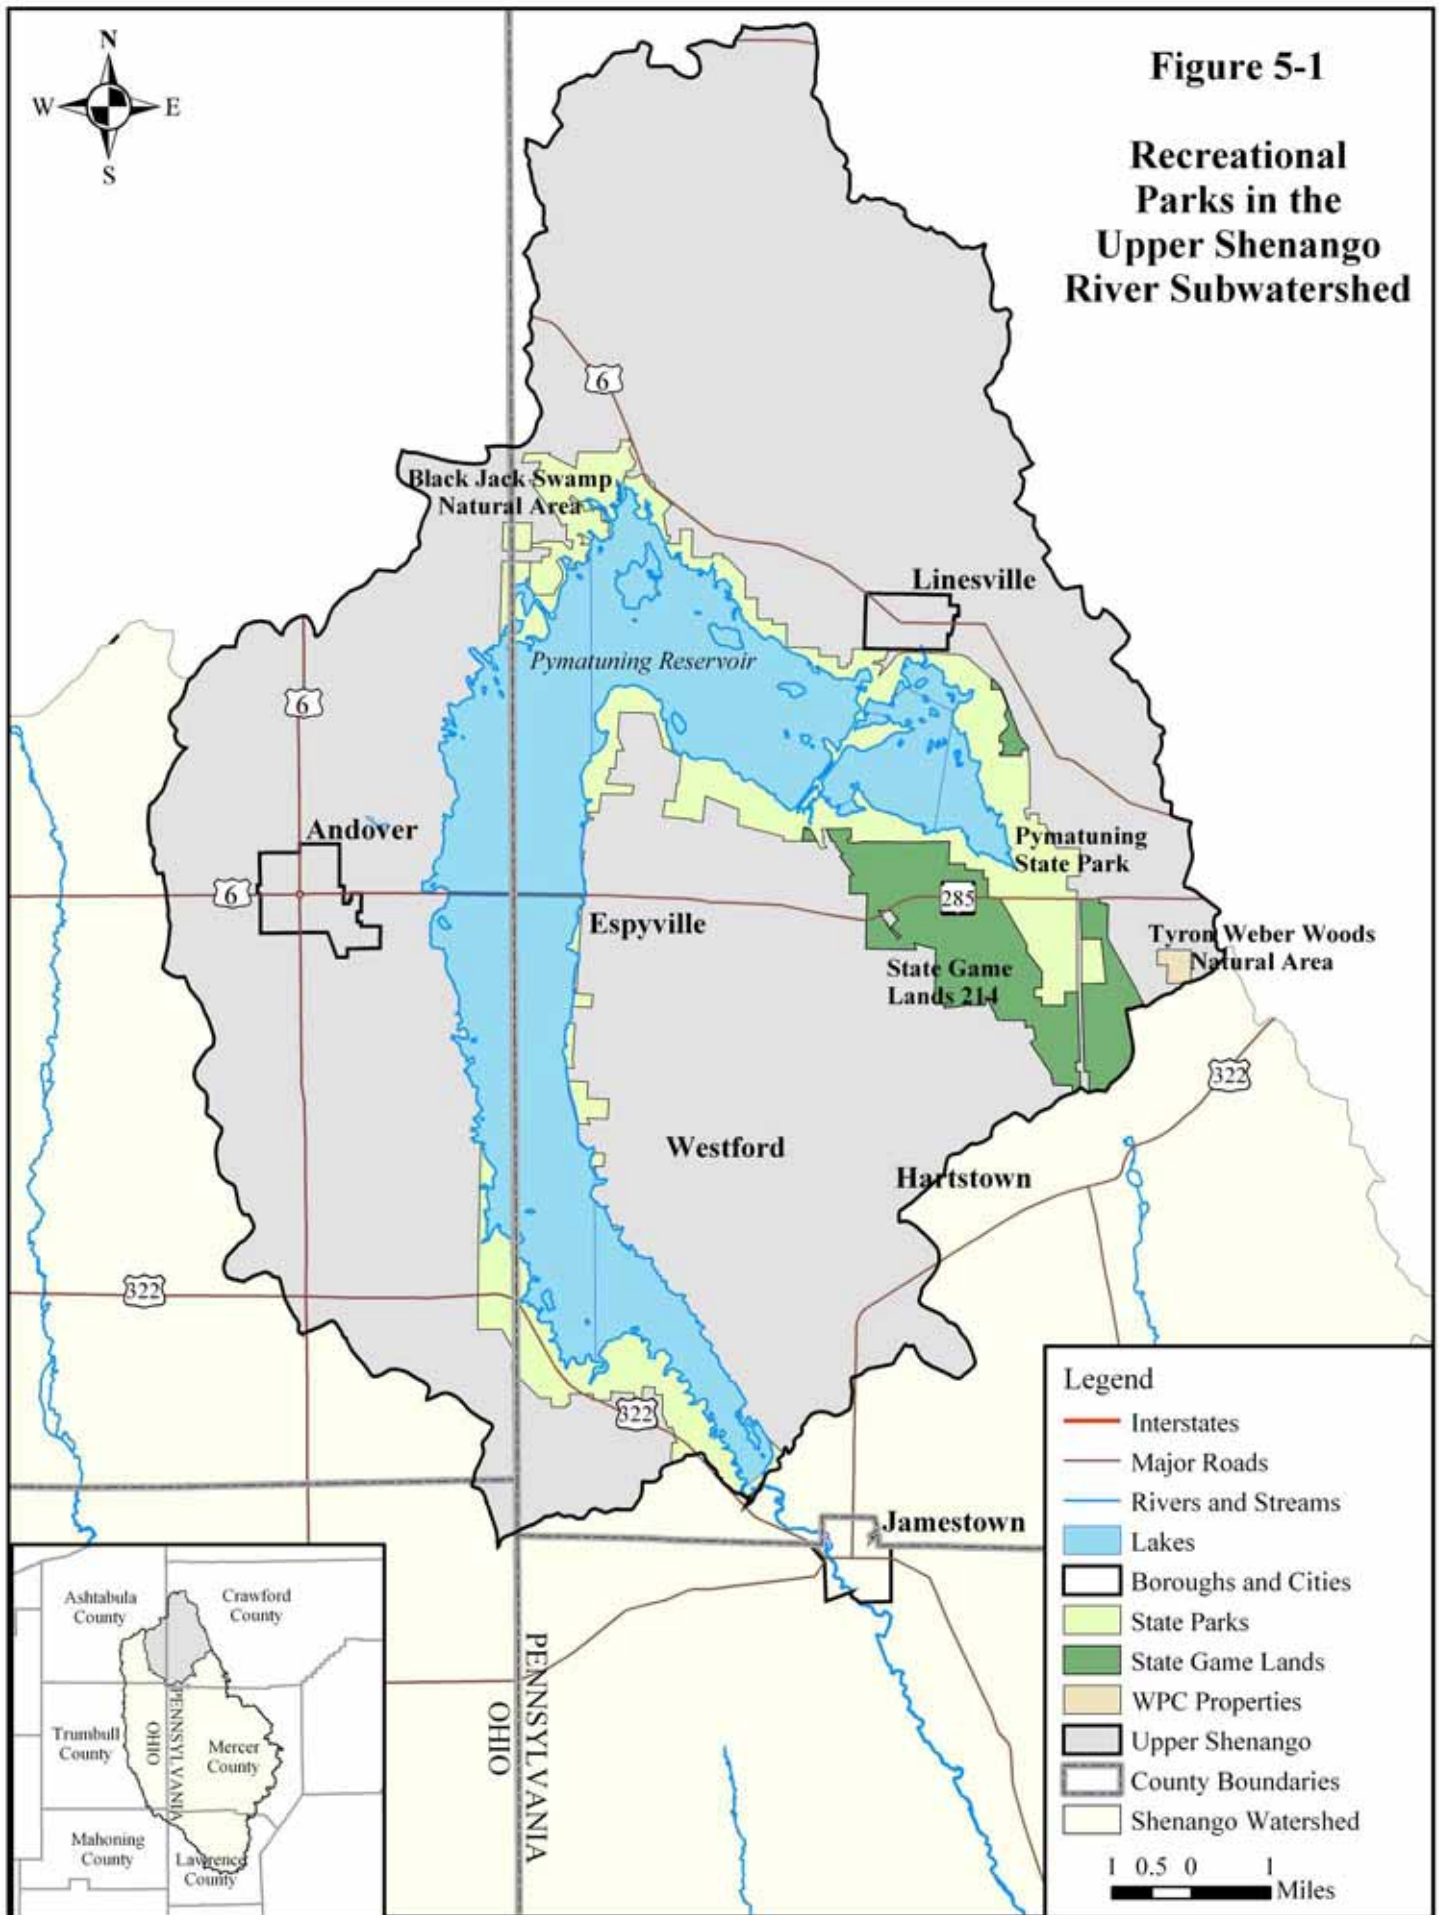 N
W
E
S
Figure 5-1
Recreational
Parks in the
Upper Shenango
River Subwatershed
6
Black Jack Swamp
Natural Area
Linesville
Pymatuning Reservoir
6
Andover
6
Pymatuning
State Park
285
Espyville
State Game
Lands 214
Tyron Weber Woods
Natural Area
322
Westford
Hartstown
322
322
Jamestown
PENNSYLVANIA
OHIO
Legend
Interstates
Major Roads
Rivers and Streams
Lakes
Boroughs and Cities
State Parks
State Game Lands
WPC Properties
Upper Shenango
County Boundaries
Shenango Watershed
1 0.5 0 1
Miles
Ashtabula
County
Crawford
County
Trumbull
County
OHIO
PENNSYLVANIA
Mercer
County
Mahoning
County
Lawrence
County